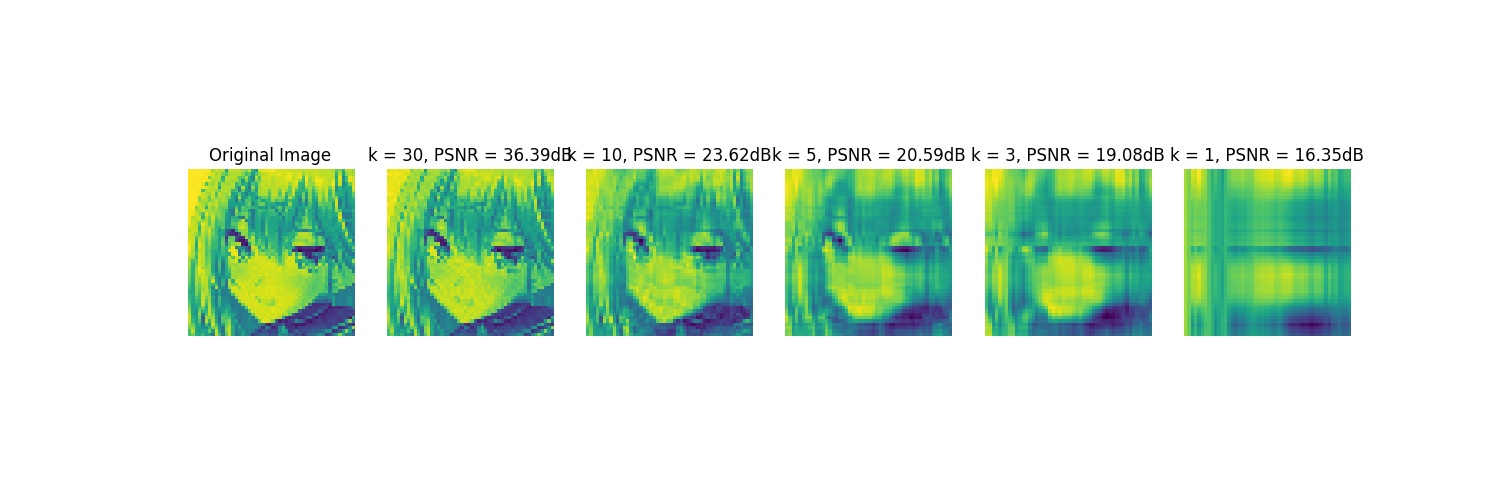 Original Image
k = 30, PSNR = 36.39dB
k = 10, PSNR = 23.62dB
k = 5, PSNR = 20.59dB
k = 3, PSNR = 19.08dB
k = 1, PSNR = 16.35dB